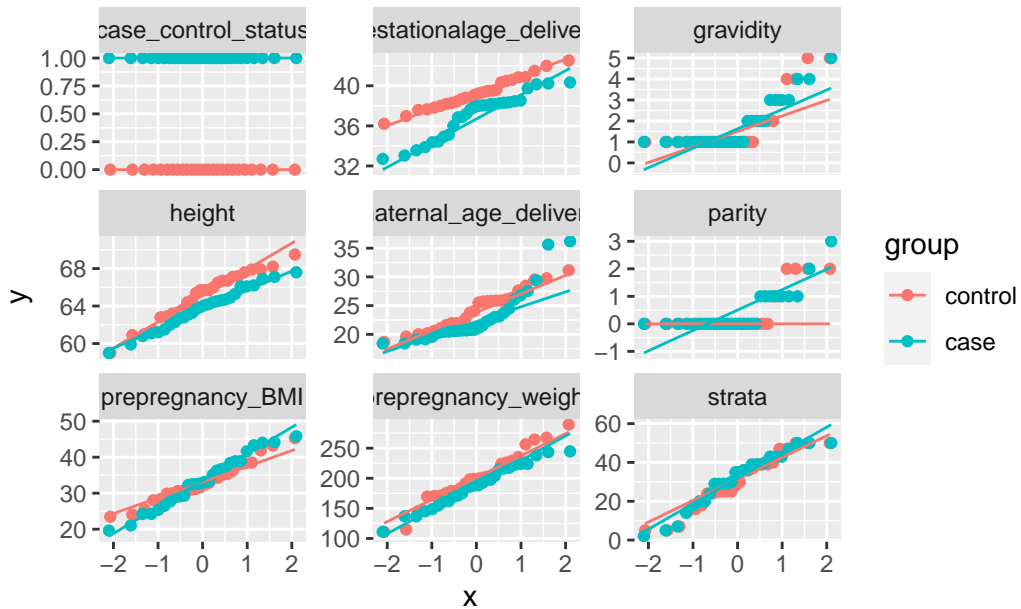 case_control_status
estationalage_delive
gravidity
1.00
0.75
0.50
0.25
0.00
40
36
32
5
4
3
2
1
0
height
aternal_age_deliver
parity
68
64
60
35
30
25
20
3
2
1
0
−1
prepregnancy_BMI
prepregnancy_weigh
strata
50
40
30
20
250
200
150
100
60
40
20
0
−2 −1 0 1 2
−2 −1 0 1 2
−2 −1 0 1 2
x
y
group
control
case